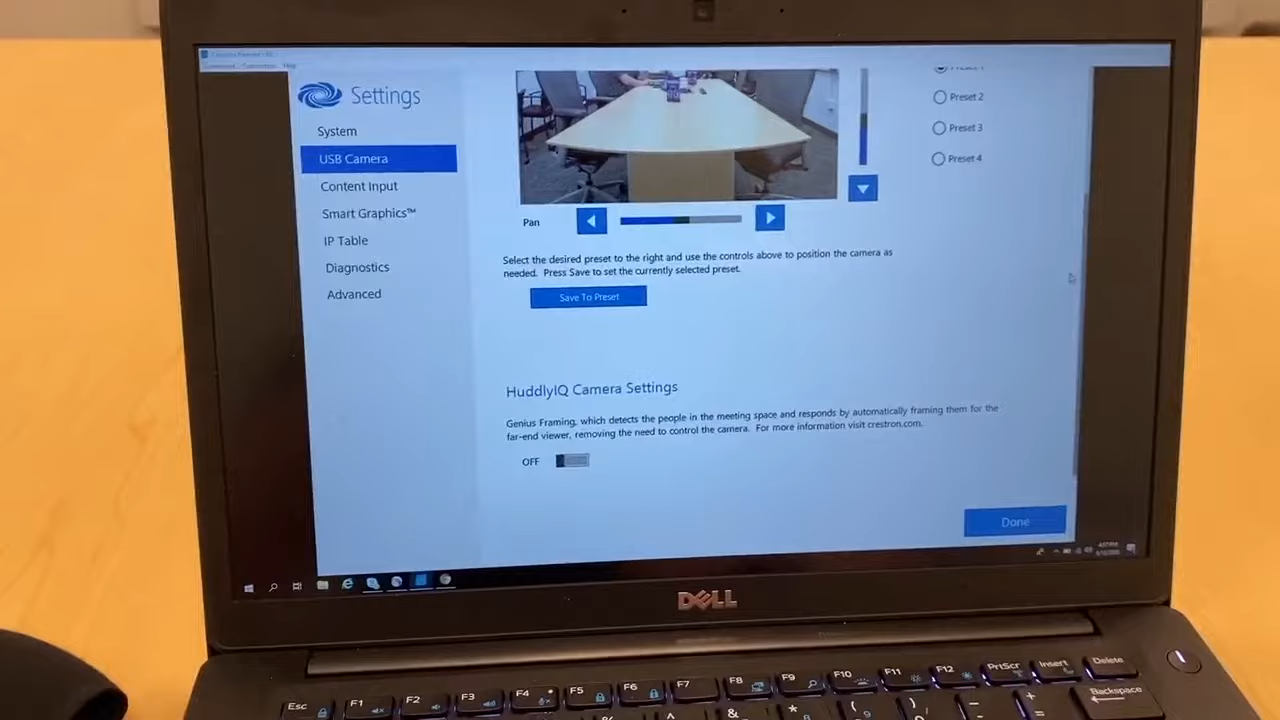 Settings
System
USB Camera
Content Input
Smart Graphics™
IP Table
Diagnostics
Advanced
Preset 1
Preset 2
Preset 3
Preset 4
Pan
Select the desired preset to the right and use the controls above to position the camera as
needed. Press Save to set the currently selected preset.
Save To Preset
HuddlyIQ Camera Settings
Genius Framing, which detects the people in the meeting space and responds by automatically framing them for the
far-end viewer, removing the need to control the camera. For more information visit crestron.com.
OFF
Done
DELL
Esc F1 F2 F3 F4 F5 F6 F7 F8 F9 F10 F11 F12 PrtScr Insert Delete
& * ( ) _ - + = Backspace